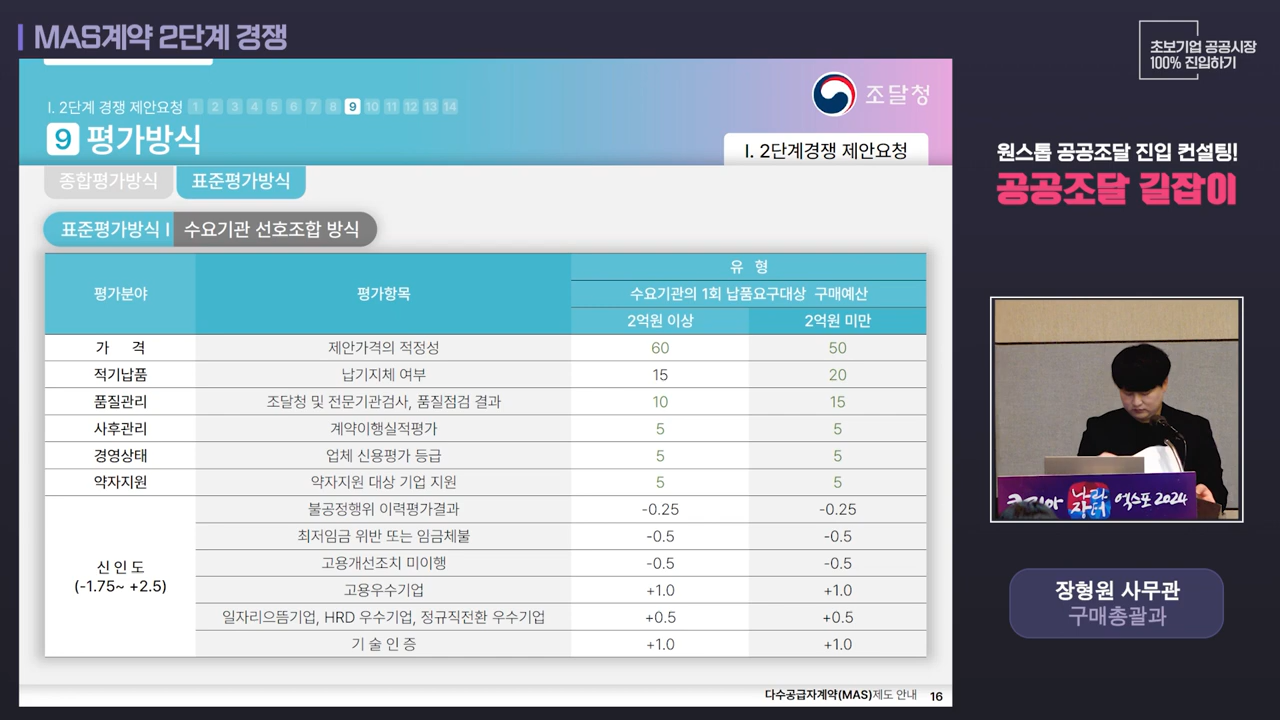 MAS계약 2단계 경쟁
초보기업 공공시장
100% 진입하기
I. 2단계 경쟁 제안요청 1 2 3 4 5 6 7 8 9 10 11 12 13 14
조달청
9 평가방식
I. 2단계경쟁 제안요청
종합평가방식 표준평가방식
표준평가방식 I 수요기관 선호조합 방식
평가분야 평가항목 유 형
수요기관의 1회 납품요구대상 구매예산
2억원 이상 2억원 미만
가 격 제안가격의 적정성 60 50
적기납품 납기지체 여부 15 20
품질관리 조달청 및 전문기관검사, 품질점검 결과 10 15
사후관리 계약이행실적평가 5 5
경영상태 업체 신용평가 등급 5 5
약자지원 약자지원 대상 기업 지원 5 5
신 인 도
(-1.75~ +2.5)
불공정행위 이력평가결과 -0.25 -0.25
최저임금 위반 또는 임금체불 -0.5 -0.5
고용개선조치 미이행 -0.5 -0.5
고용우수기업 +1.0 +1.0
일자리으뜸기업, HRD 우수기업, 정규직전환 우수기업 +0.5 +0.5
기 술 인 증 +1.0 +1.0
다수공급자계약(MAS)제도 안내 16
원스톱 공공조달 진입 컨설팅!
공공조달 길잡이
코리아 나라장터 엑스포 2024
장형원 사무관
구매총괄과